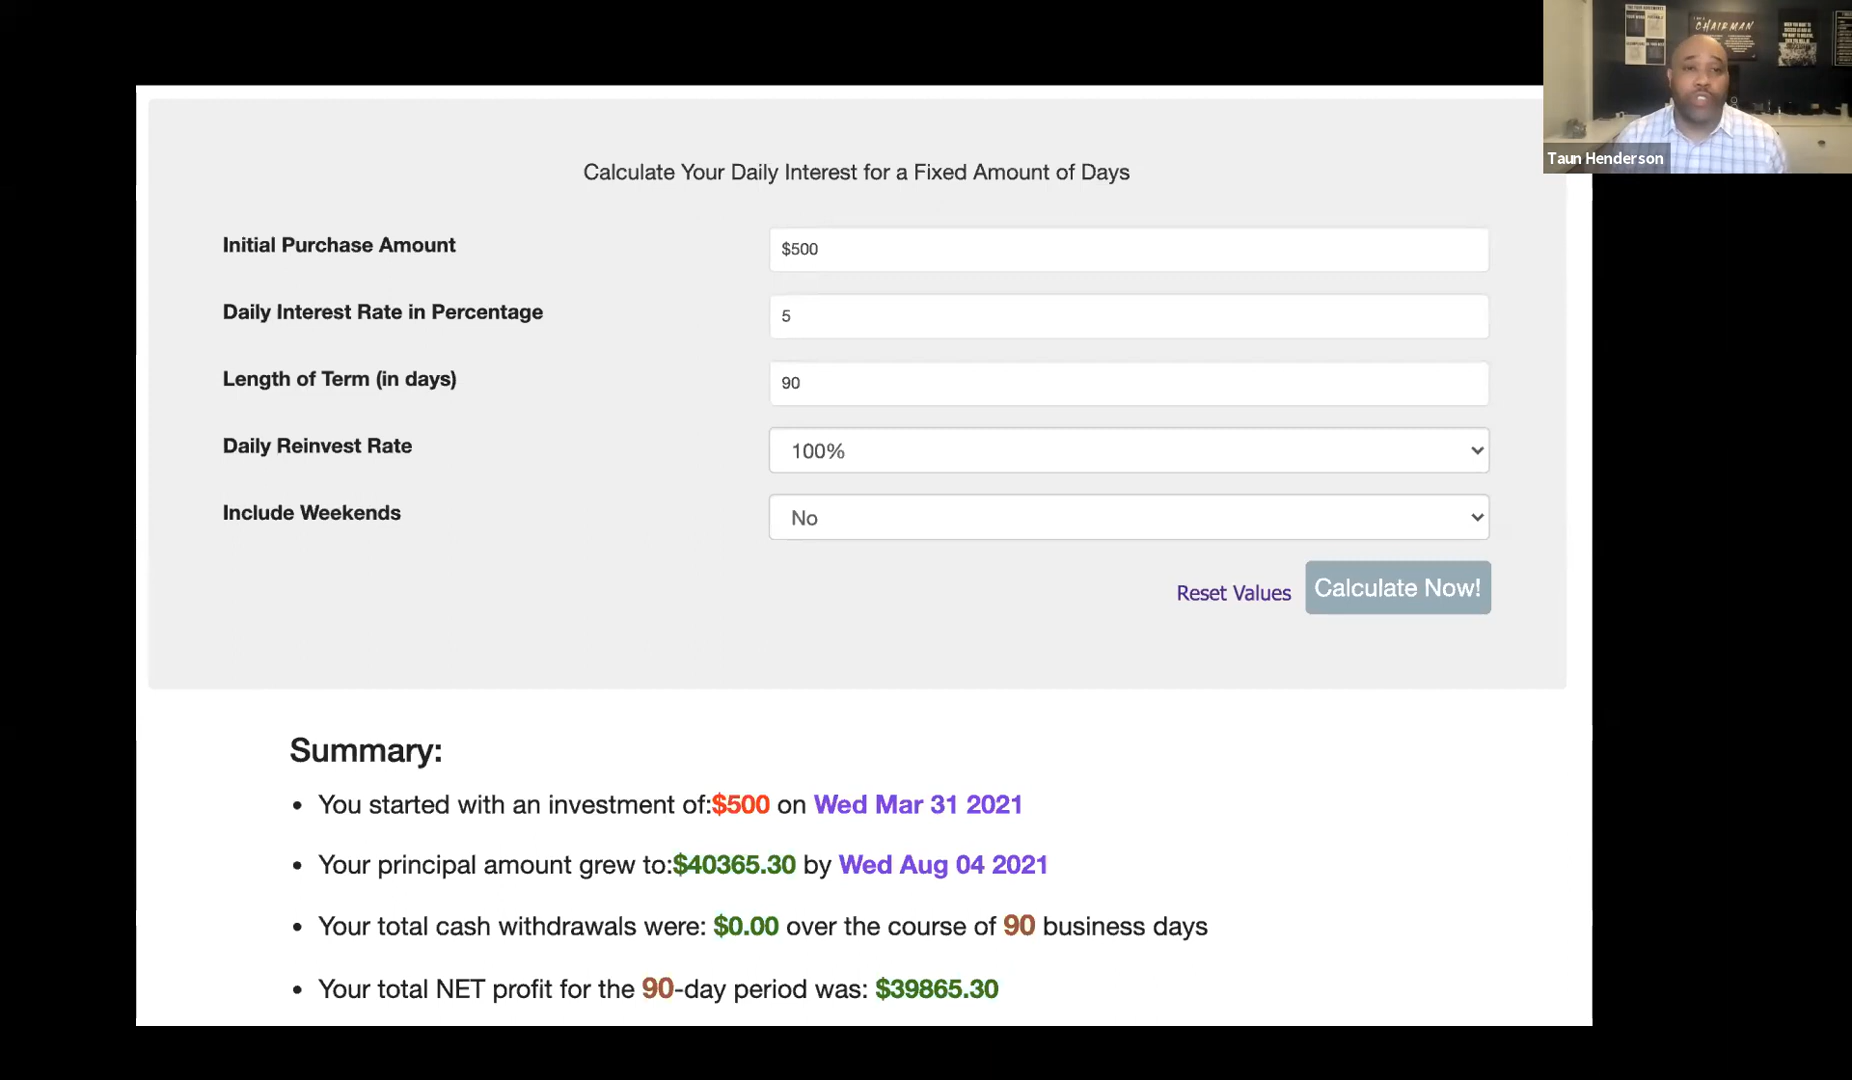 CHAIRMAN
Taun Henderson
Calculate Your Daily Interest for a Fixed Amount of Days
Initial Purchase Amount
$500
Daily Interest Rate in Percentage
5
Length of Term (in days)
90
Daily Reinvest Rate
100%
Include Weekends
No
Reset Values
Calculate Now!
Summary:
• You started with an investment of:$500 on Wed Mar 31 2021
• Your principal amount grew to:$40365.30 by Wed Aug 04 2021
• Your total cash withdrawals were: $0.00 over the course of 90 business days
• Your total NET profit for the 90-day period was: $39865.30